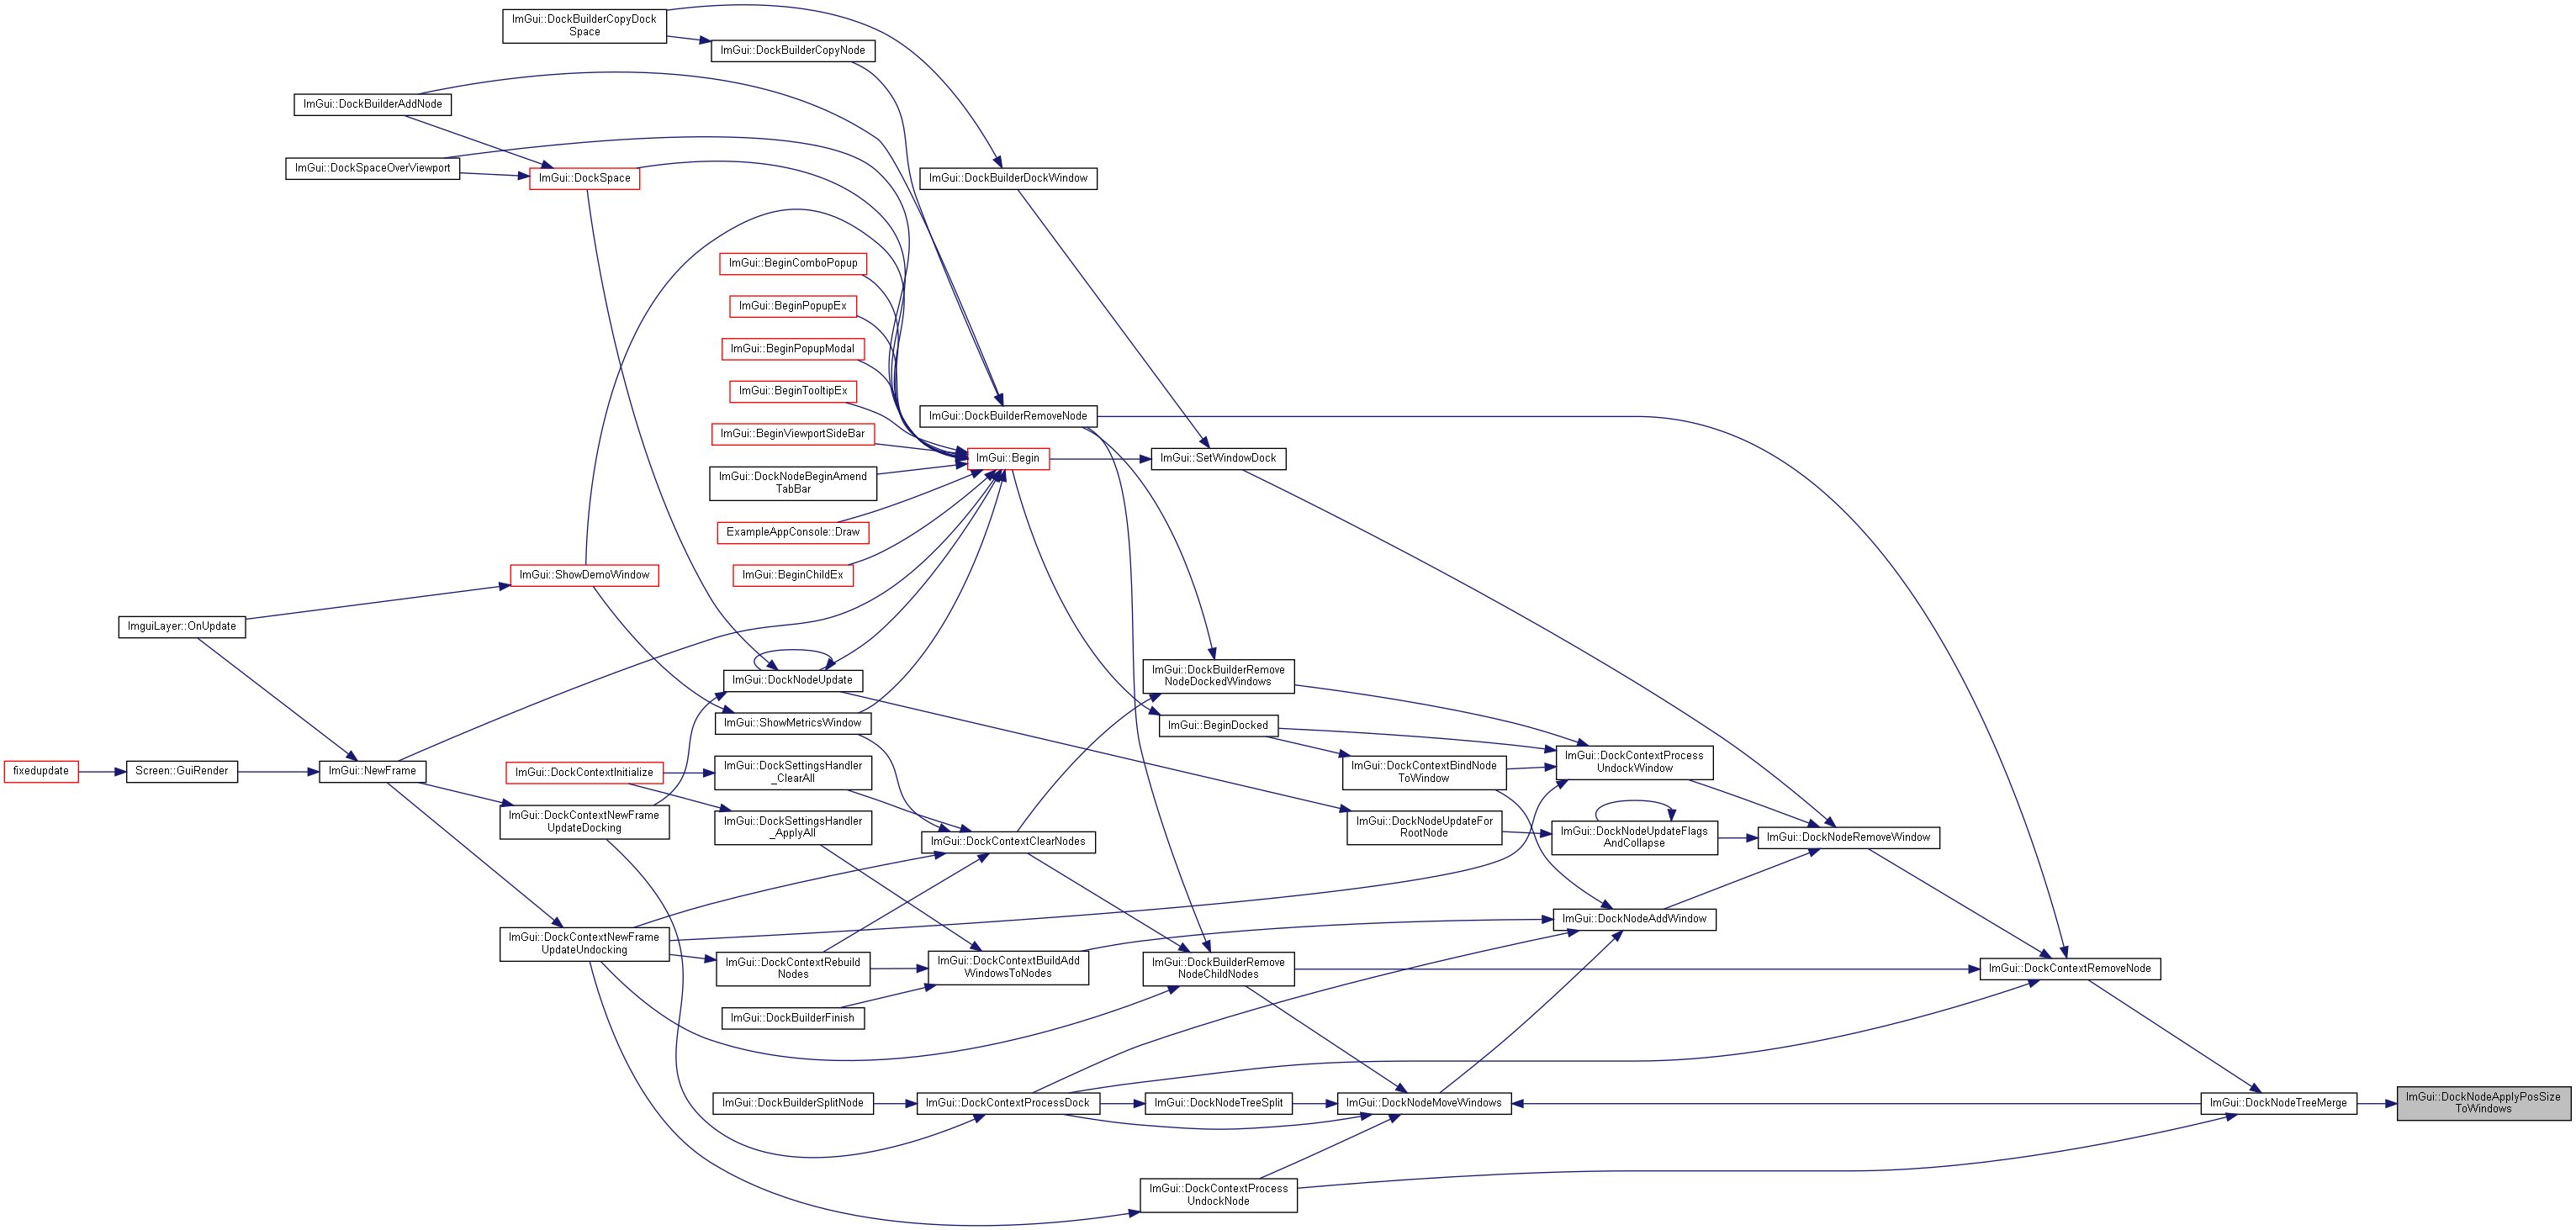 ImGui::DockBuilderCopyDock
Space
ImGui::DockBuilderCopyNode
ImGui::DockBuilderAddNode
ImGui::DockSpaceOverViewport
ImGui::DockSpace
ImGui::DockBuilderDockWindow
ImGui::BeginComboPopup
ImGui::BeginPopupEx
ImGui::BeginPopupModal
ImGui::BeginTooltipEx
ImGui::DockBuilderRemoveNode
ImGui::BeginViewportSideBar
ImGui::Begin
ImGui::SetWindowDock
ImGui::DockNodeBeginAmend
TabBar
ExampleAppConsole::Draw
ImGui::BeginChildEx
ImGui::ShowDemoWindow
ImguiLayer::OnUpdate
ImGui::DockNodeUpdate
ImGui::DockBuilderRemove
NodeDockedWindows
ImGui::ShowMetricsWindow
ImGui::BeginDocked
fixedupdate
Screen::GuiRender
ImGui::NewFrame
ImGui::DockContextInitialize
ImGui::DockSettingsHandler
_ClearAll
ImGui::DockContextBindNode
ToWindow
ImGui::DockContextProcess
UndockWindow
ImGui::DockContextNewFrame
UpdateDocking
ImGui::DockSettingsHandler
_ApplyAll
ImGui::DockContextClearNodes
ImGui::DockNodeUpdateFor
RootNode
ImGui::DockNodeUpdateFlags
AndCollapse
ImGui::DockNodeRemoveWindow
ImGui::DockNodeAddWindow
ImGui::DockContextNewFrame
UpdateUndocking
ImGui::DockContextRebuild
Nodes
ImGui::DockContextBuildAdd
WindowsToNodes
ImGui::DockBuilderRemove
NodeChildNodes
ImGui::DockContextRemoveNode
ImGui::DockBuilderFinish
ImGui::DockBuilderSplitNode
ImGui::DockContextProcessDock
ImGui::DockNodeTreeSplit
ImGui::DockNodeMoveWindows
ImGui::DockNodeTreeMerge
ImGui::DockNodeApplyPosSize
ToWindows
ImGui::DockContextProcess
UndockNode